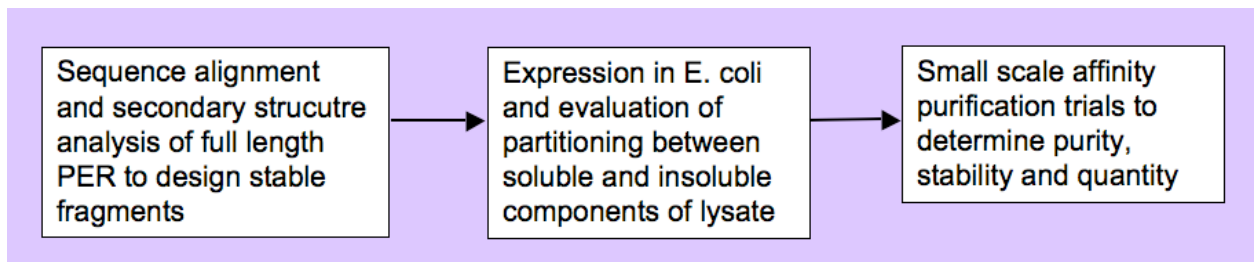 Sequence alignment
and secondary strucutre
analysis of full length
PER to design stable
fragments
Expression in E. coli
and evaluation of
partitioning between
soluble and insoluble
components of lysate
Small scale affinity
purification trials to
determine purity,
stability and quantity